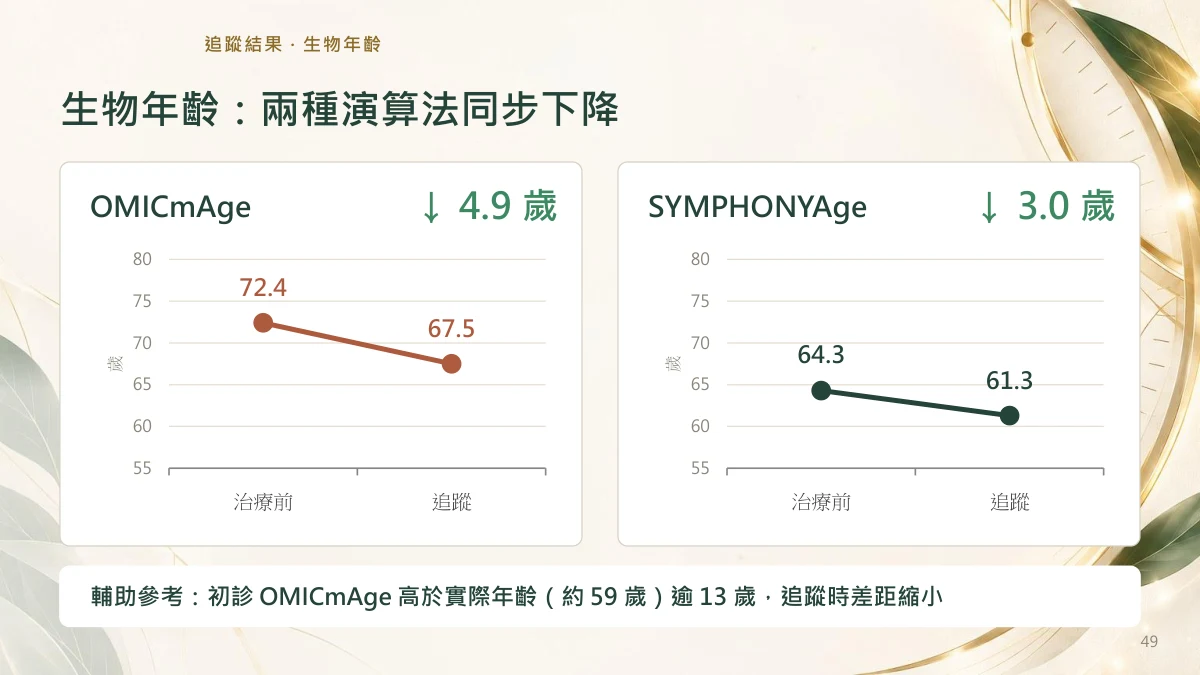 追蹤結果・生物年齡
生物年齡：兩種演算法同步下降
OMICmAge
↓ 4.9 歲
80
75
70
65
60
55
歲
72.4
67.5
治療前
追蹤
SYMPHONYAge
↓ 3.0 歲
80
75
70
65
60
55
歲
64.3
61.3
治療前
追蹤
輔助參考：初診 OMICmAge 高於實際年齡（約 59 歲）逾 13 歲，追蹤時差距縮小
49